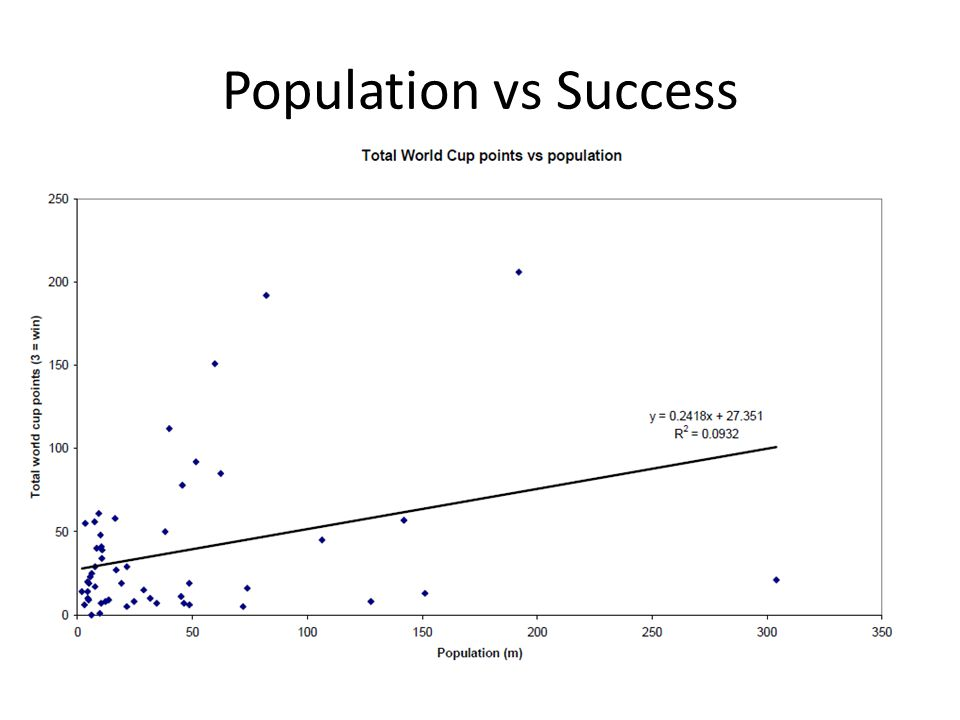 Population vs Success
Total World Cup points vs population
Total world cup points (3 = win)
250
200
150
100
50
0
y = 0.2418x + 27.351
R² = 0.0932
0 50 100 150 200 250 300 350
Population (m)